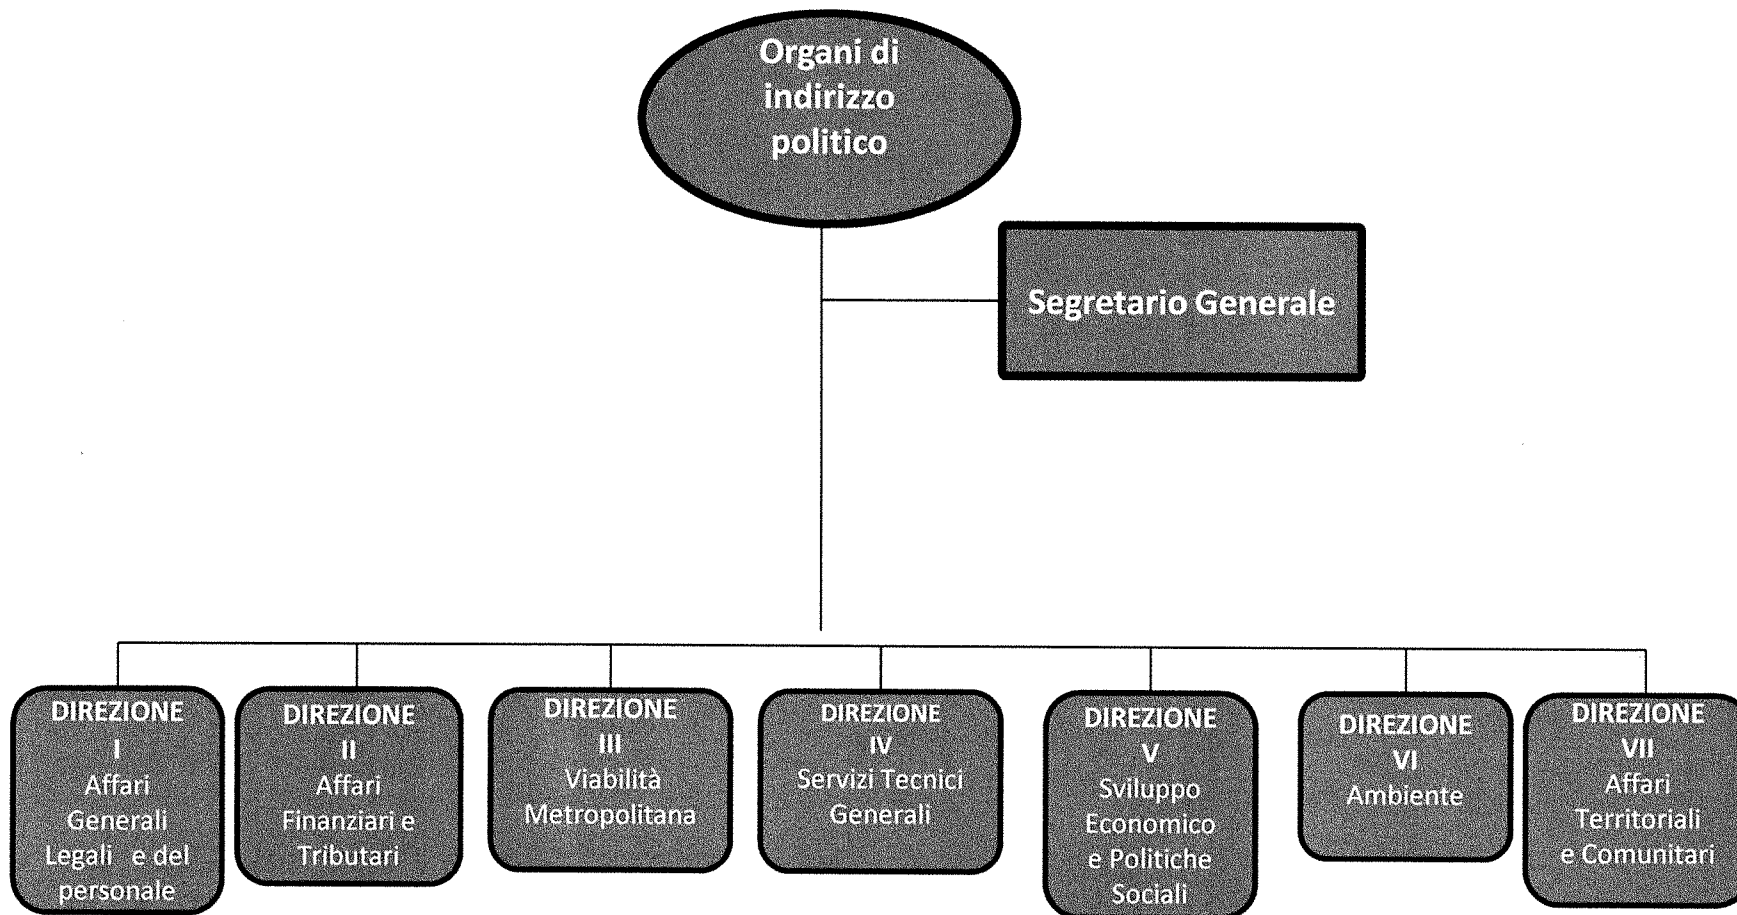 Organi di
indirizzo
politico
Segretario Generale
DIREZIONE
I
Affari
Generali
Legali e del
personale
DIREZIONE
II
Affari
Finanziari e
Tributari
DIREZIONE
III
Viabilità
Metropolitana
DIREZIONE
IV
Servizi Tecnici
Generali
DIREZIONE
V
Sviluppo
Economico
e Politiche
Sociali
DIREZIONE
VI
Ambiente
DIREZIONE
VII
Affari
Territoriali
e Comunitari